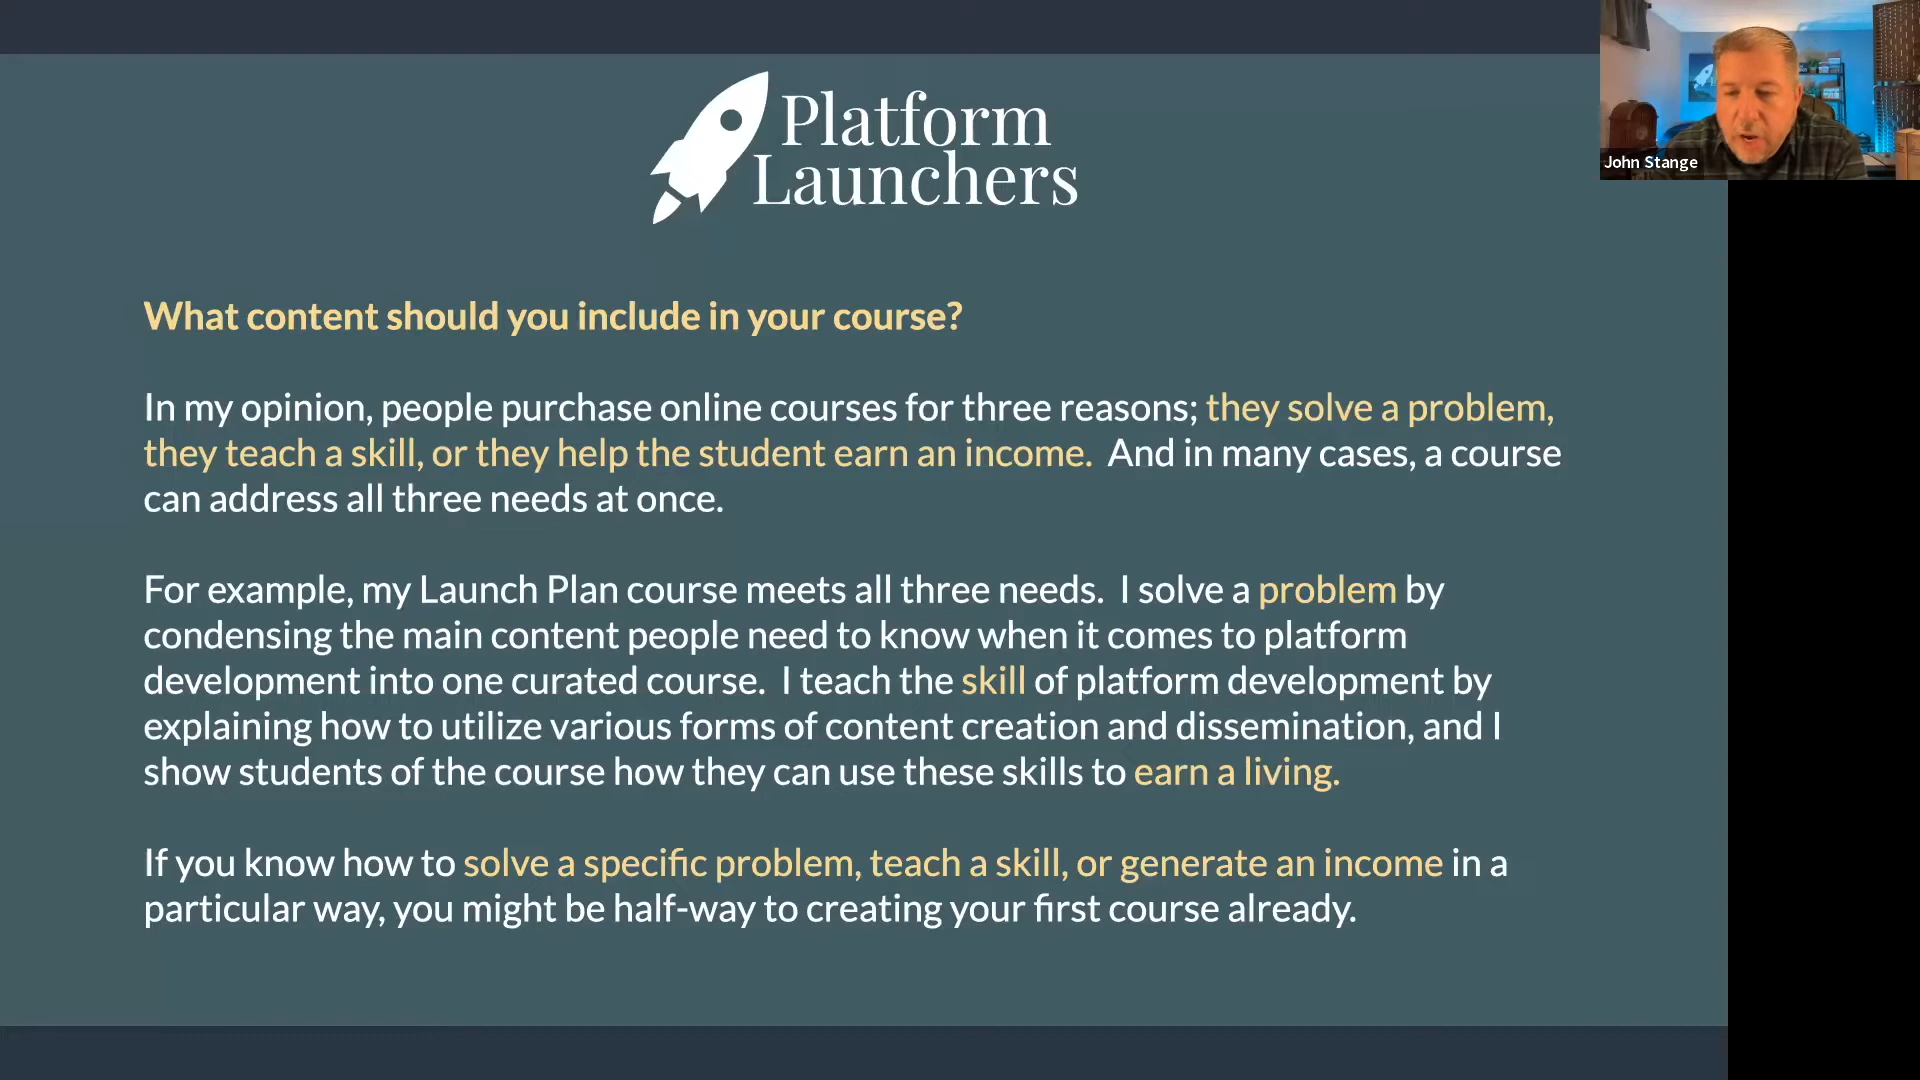 Platform
Launchers
John Stange
What content should you include in your course?
In my opinion, people purchase online courses for three reasons; they solve a problem,
they teach a skill, or they help the student earn an income.  And in many cases, a course
can address all three needs at once.
For example, my Launch Plan course meets all three needs.  I solve a problem by
condensing the main content people need to know when it comes to platform
development into one curated course.  I teach the skill of platform development by
explaining how to utilize various forms of content creation and dissemination, and I
show students of the course how they can use these skills to earn a living.
If you know how to solve a specific problem, teach a skill, or generate an income in a
particular way, you might be half-way to creating your first course already.